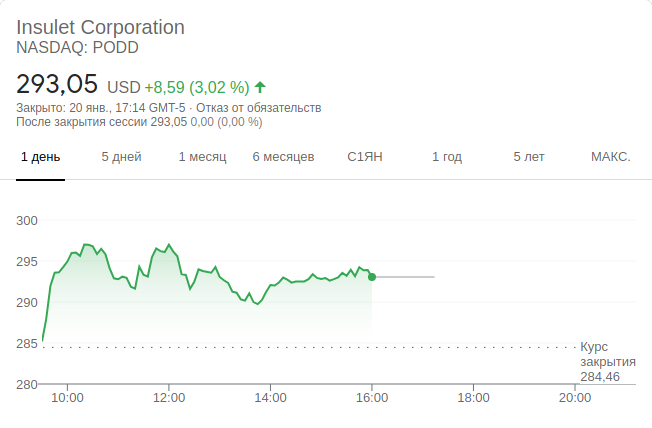 Insulet Corporation
NASDAQ: PODD
293,05 USD +8,59 (3,02 %)
Закрыто: 20 янв., 17:14 GMT-5 · Отказ от обязательств
После закрытия сессии 293,05 0,00 (0,00 %)
1 день 5 дней 1 месяц 6 месяцев С1ЯН 1 год 5 лет МАКС.
300
295
290
285
Курс
закрытия
284,46
280
10:00 12:00 14:00 16:00 18:00 20:00